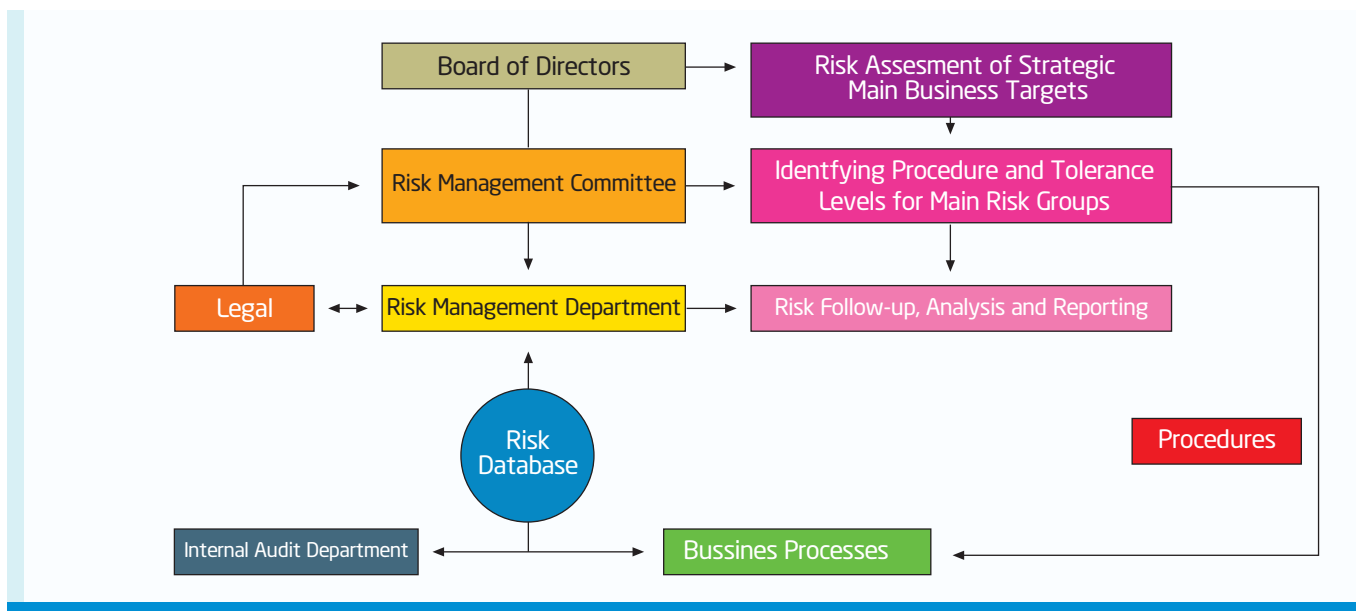 Board of Directors
Risk Assesment of Strategic
Main Business Targets
Risk Management Committee
Identfying Procedure and Tolerance
Levels for Main Risk Groups
Legal
Risk Management Department
Risk Follow-up, Analysis and Reporting
Risk
Database
Procedures
Internal Audit Department
Bussines Processes